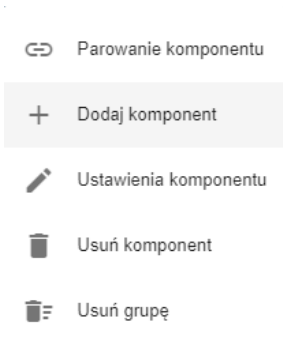 Parowanie komponentu
Dodaj komponent
Ustawienia komponentu
Usuń komponent
Usuń grupę